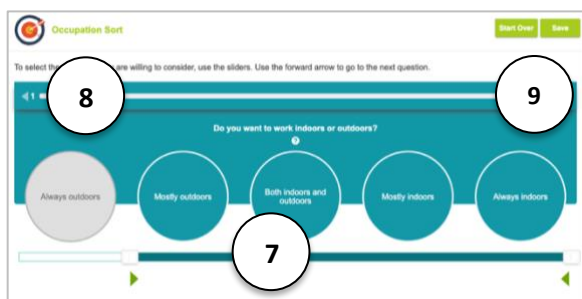 Occupation Sort
Start Over Save
To select the are willing to consider, use the sliders. Use the forward arrow to go to the next question.
1
8
9
Do you want to work indoors or outdoors?
?
Always outdoors
Mostly outdoors
Both indoors and
outdoors
Mostly indoors
Always indoors
7